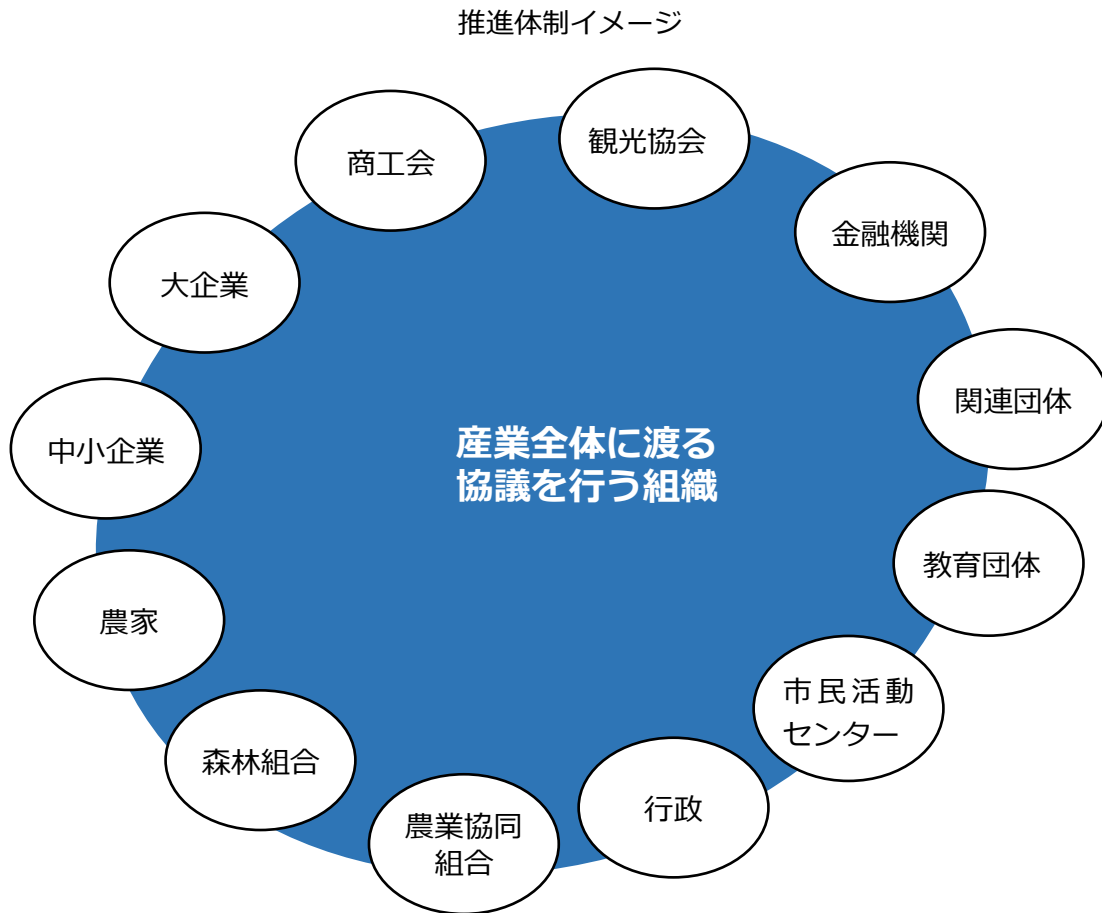 推進体制イメージ
観光協会
商工会
金融機関
大企業
関連団体
中小企業
産業全体に渡る
協議を行う組織
教育団体
農家
市民活動
センター
森林組合
行政
農業協同
組合